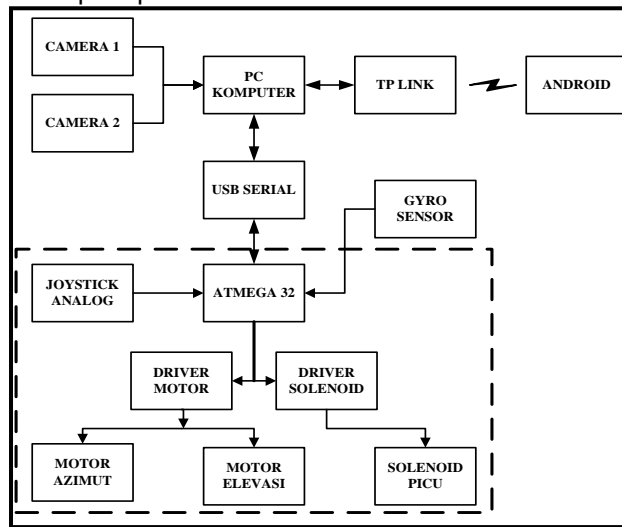 CAMERA 1
PC
KOMPUTER
TP LINK
ANDROID
CAMERA 2
USB SERIAL
GYRO
SENSOR
JOYSTICK
ANALOG
ATMEGA 32
DRIVER
MOTOR
DRIVER
SOLENOID
MOTOR
AZIMUT
MOTOR
ELEVASI
SOLENOID
PICU